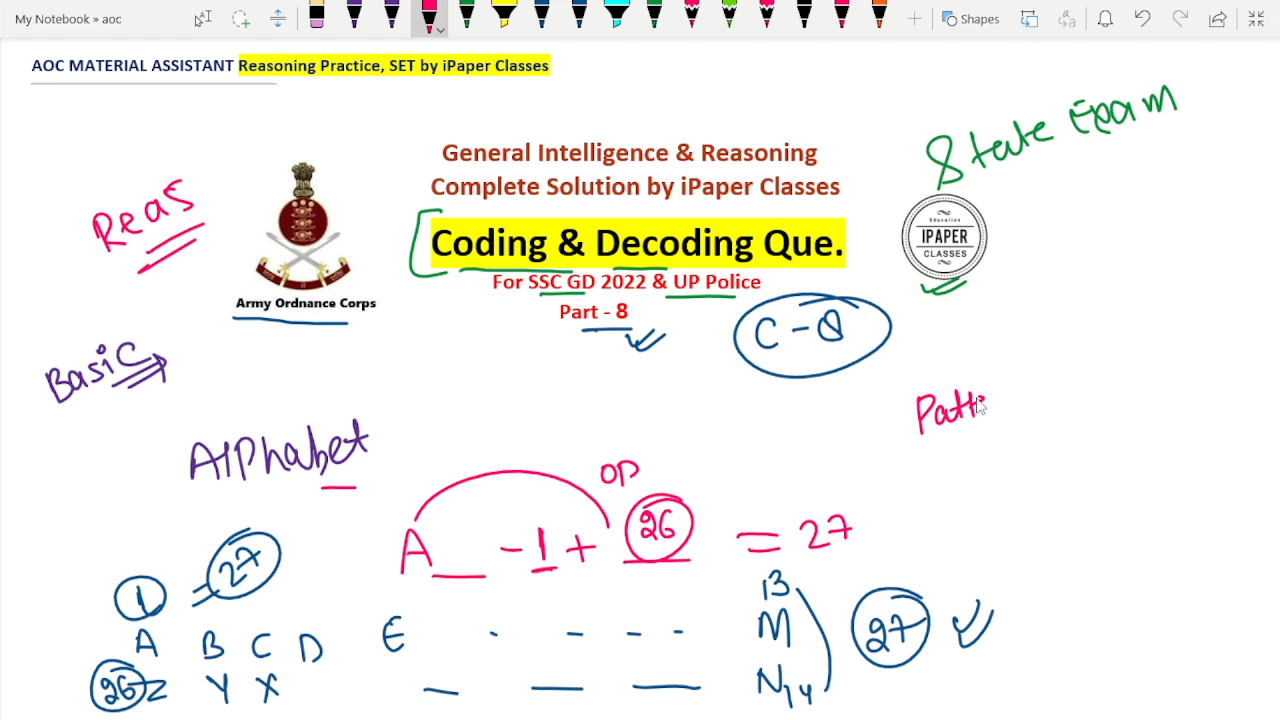 My Notebook » aoc
Shapes
AOC MATERIAL ASSISTANT Reasoning Practice, SET by iPaper Classes
State Exam
General Intelligence & Reasoning
Complete Solution by iPaper Classes
Reas
Coding & Decoding Que.
Education
IPAPER
CLASSES
For SSC GD 2022 & UP Police
Army Ordnance Corps
Part - 8
C - 8
Basic
Patt
Alphabet
OP
A - 1 + 26 = 27
1 = 27
13
A B C D E M 27
26 Z Y X N 14